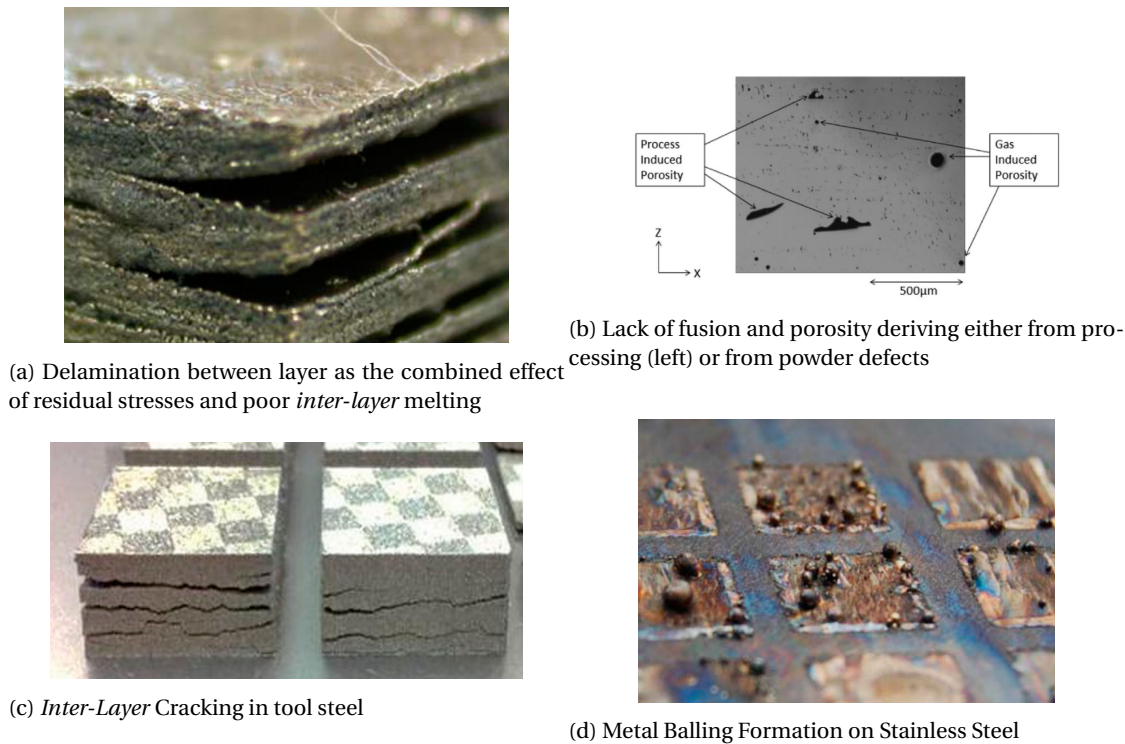 Process
Induced
Porosity
Gas
Induced
Porosity
Z
X
500µm
(a) Delamination between layer as the combined effect
of residual stresses and poor inter-layer melting
(b) Lack of fusion and porosity deriving either from pro-
cessing (left) or from powder defects
(c) Inter-Layer Cracking in tool steel
(d) Metal Balling Formation on Stainless Steel